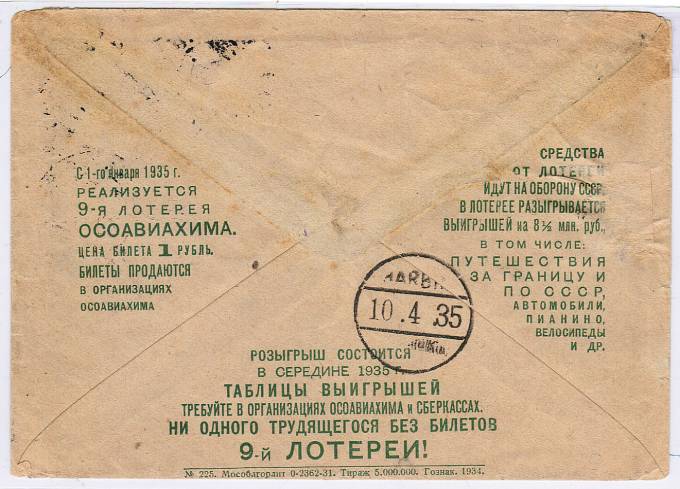 С 1-го января 1935 г.
РЕАЛИЗУЕТСЯ
9-я ЛОТЕРЕЯ
ОСОАВИАХИМА.
ЦЕНА БИЛЕТА 1 РУБЛЬ.
БИЛЕТЫ ПРОДАЮТСЯ
В ОРГАНИЗАЦИЯХ
ОСОАВИАХИМА
СРЕДСТВА
ОТ ЛОТЕРЕИ
ИДУТ НА ОБОРОНУ СССР.
В ЛОТЕРЕЕ РАЗЫГРЫВАЕТСЯ
ВЫИГРЫШЕЙ на 8½ млн. руб.,
В ТОМ ЧИСЛЕ:
ПУТЕШЕСТВИЯ
ЗА ГРАНИЦУ И
ПО СССР,
АВТОМОБИЛИ,
ПИАНИНО,
ВЕЛОСИПЕДЫ
И ДР.
10.4.35
РОЗЫГРЫШ СОСТОИТСЯ
В СЕРЕДИНЕ 1935 г.
ТАБЛИЦЫ ВЫИГРЫШЕЙ
ТРЕБУЙТЕ В ОРГАНИЗАЦИЯХ ОСОАВИАХИМА и СБЕРКАССАХ.
НИ ОДНОГО ТРУДЯЩЕГОСЯ БЕЗ БИЛЕТОВ
9-й ЛОТЕРЕИ!
№ 225. Мособлгорлит 0-2362-31. Тираж 5.000.000. Гознак. 1934.